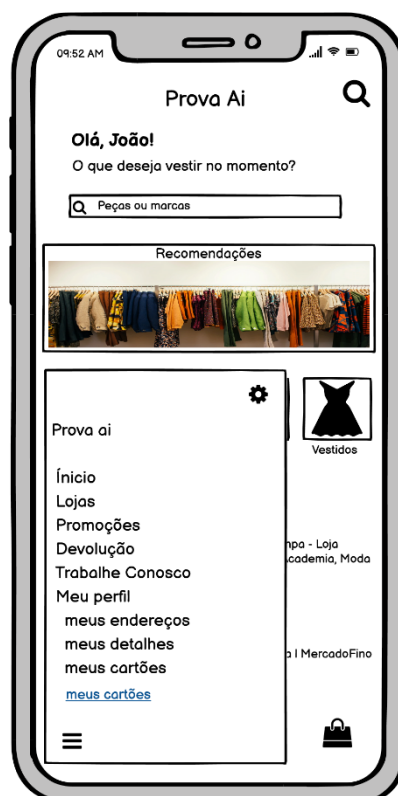 09:52 AM
Prova Ai
Olá, João!
O que deseja vestir no momento?
Peças ou marcas
Recomendações
Vestidos
Prova ai
Ínicio
Lojas
Promoções
Devolução
Trabalhe Conosco
Meu perfil
meus endereços
meus detalhes
meus cartões
meus cartões
- Loja
Moda
I MercadoFino